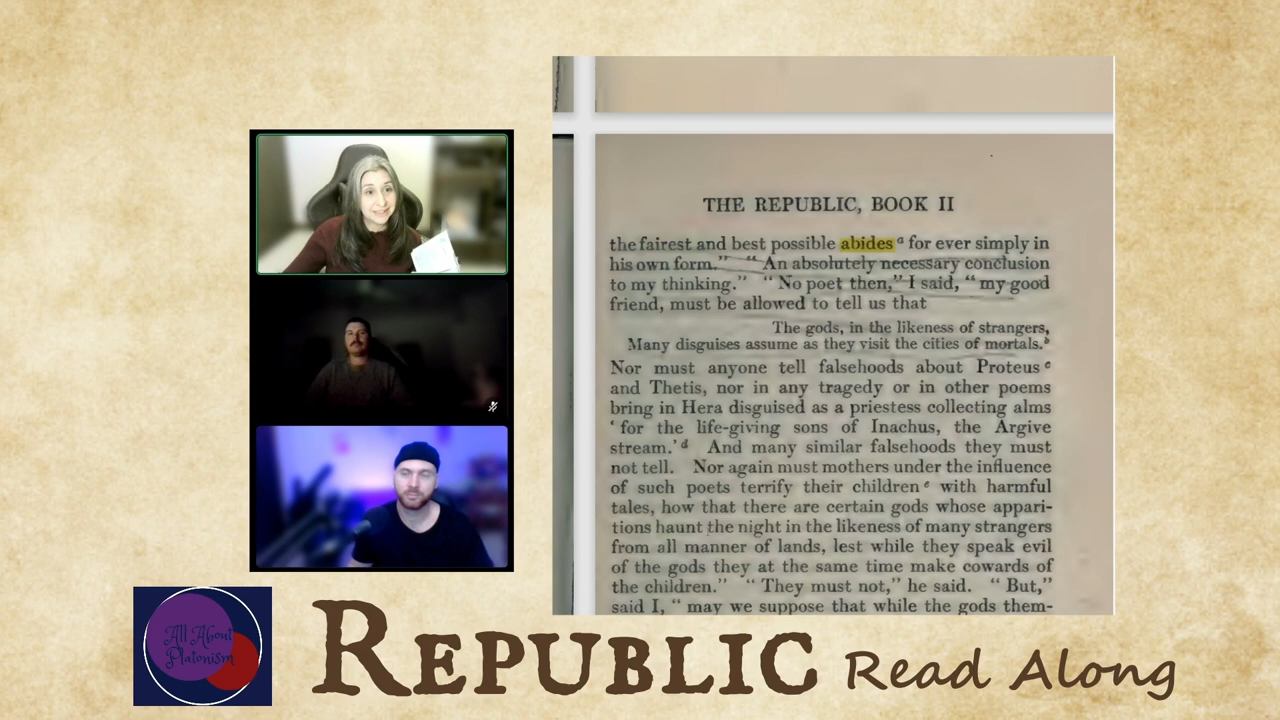 THE REPUBLIC, BOOK II
the fairest and best possible abides ᵃ for ever simply in
his own form.” “ An absolutely necessary conclusion
to my thinking.” “ No poet then,” I said, “ my good
friend, must be allowed to tell us that
The gods, in the likeness of strangers,
Many disguises assume as they visit the cities of mortals.ᵇ
Nor must anyone tell falsehoods about Proteus ᶜ
and Thetis, nor in any tragedy or in other poems
bring in Hera disguised as a priestess collecting alms
‘ for the life-giving sons of Inachus, the Argive
stream.’ ᵈ And many similar falsehoods they must
not tell. Nor again must mothers under the influence
of such poets terrify their children ᵉ with harmful
tales, how that there are certain gods whose appari-
tions haunt the night in the likeness of many strangers
from all manner of lands, lest while they speak evil
of the gods they at the same time make cowards of
the children.” “ They must not,” he said. “ But,”
said I, “ may we suppose that while the gods them-
All About
Platonism
REPUBLIC Read Along